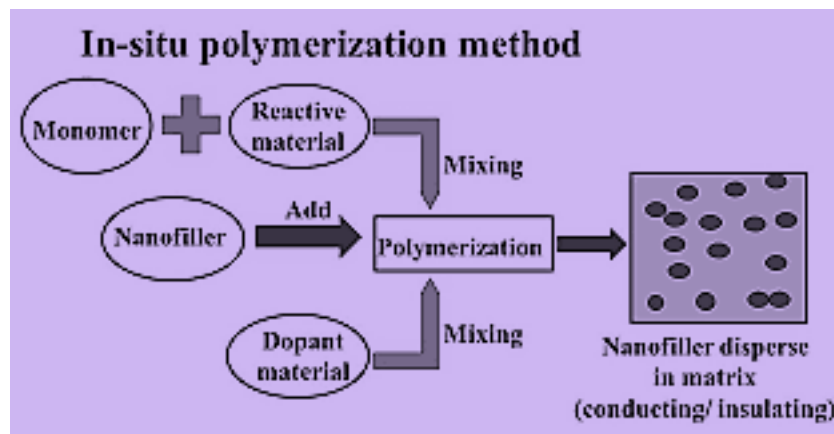 In-situ polymerization method
Monomer
Reactive
material
Mixing
Nanofiller
Add
Polymerization
Dopant
material
Mixing
Nanofiller disperse
in matrix
(conducting/ insulating)